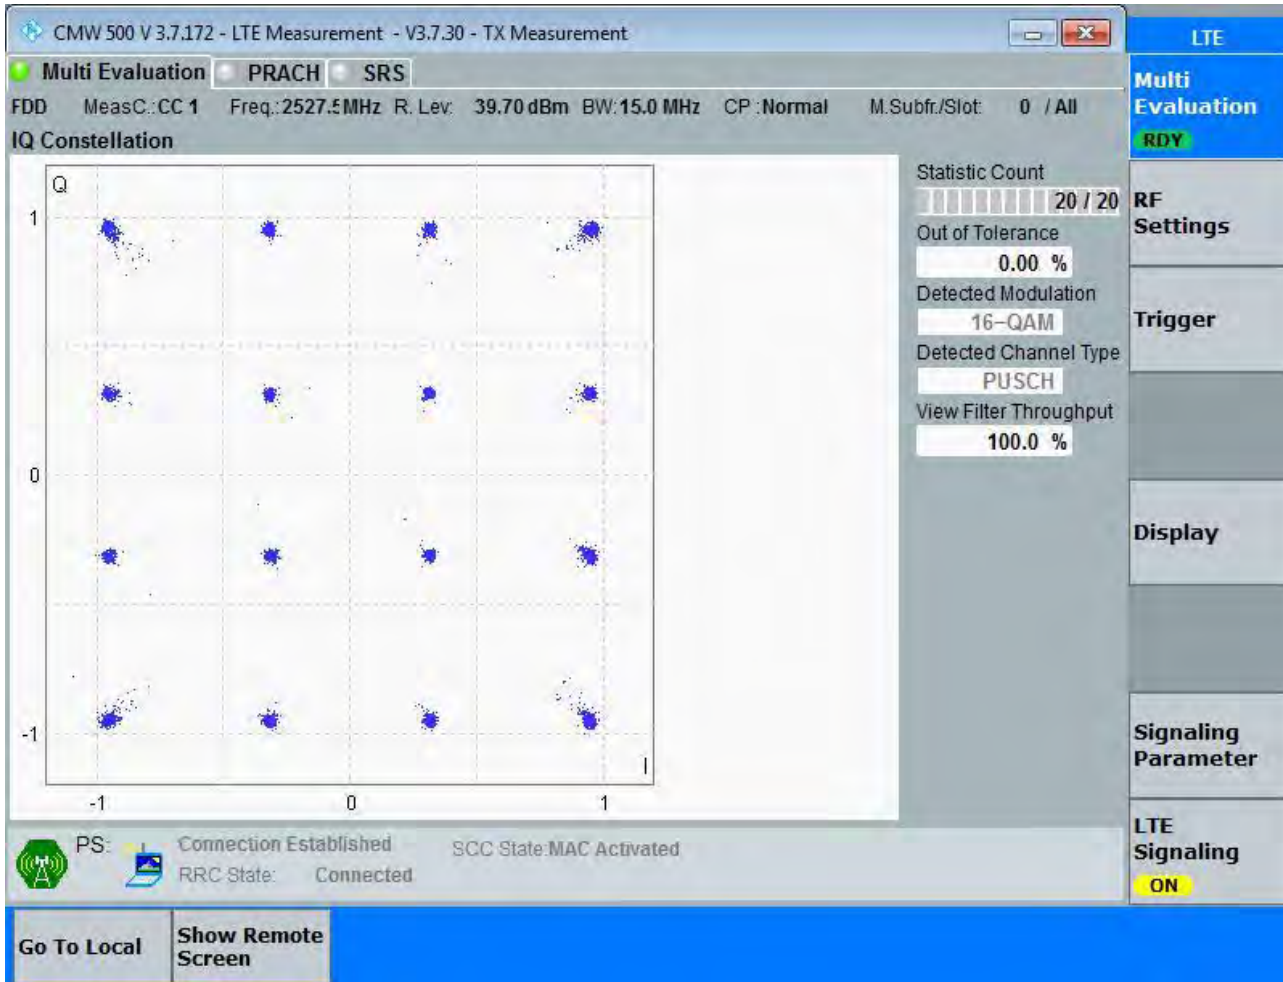 CMW 500 V 3.7.172 - LTE Measurement - V3.7.30 - TX Measurement
LTE
Multi Evaluation PRACH SRS
Multi
Evaluation
RDY
FDD MeasC.:CC 1 Freq.:2527.5MHz R. Lev: 39.70 dBm BW:15.0 MHz CP :Normal M.Subfr./Slot: 0 / All
IQ Constellation
Q
1
0
-1
-1 0 1
I
Statistic Count
20 / 20
Out of Tolerance
0.00 %
Detected Modulation
16-QAM
Detected Channel Type
PUSCH
View Filter Throughput
100.0 %
RF
Settings
Trigger
Display
Signaling
Parameter
LTE
Signaling
ON
PS: Connection Established SCC State:MAC Activated
RRC State: Connected
Go To Local
Show Remote
Screen